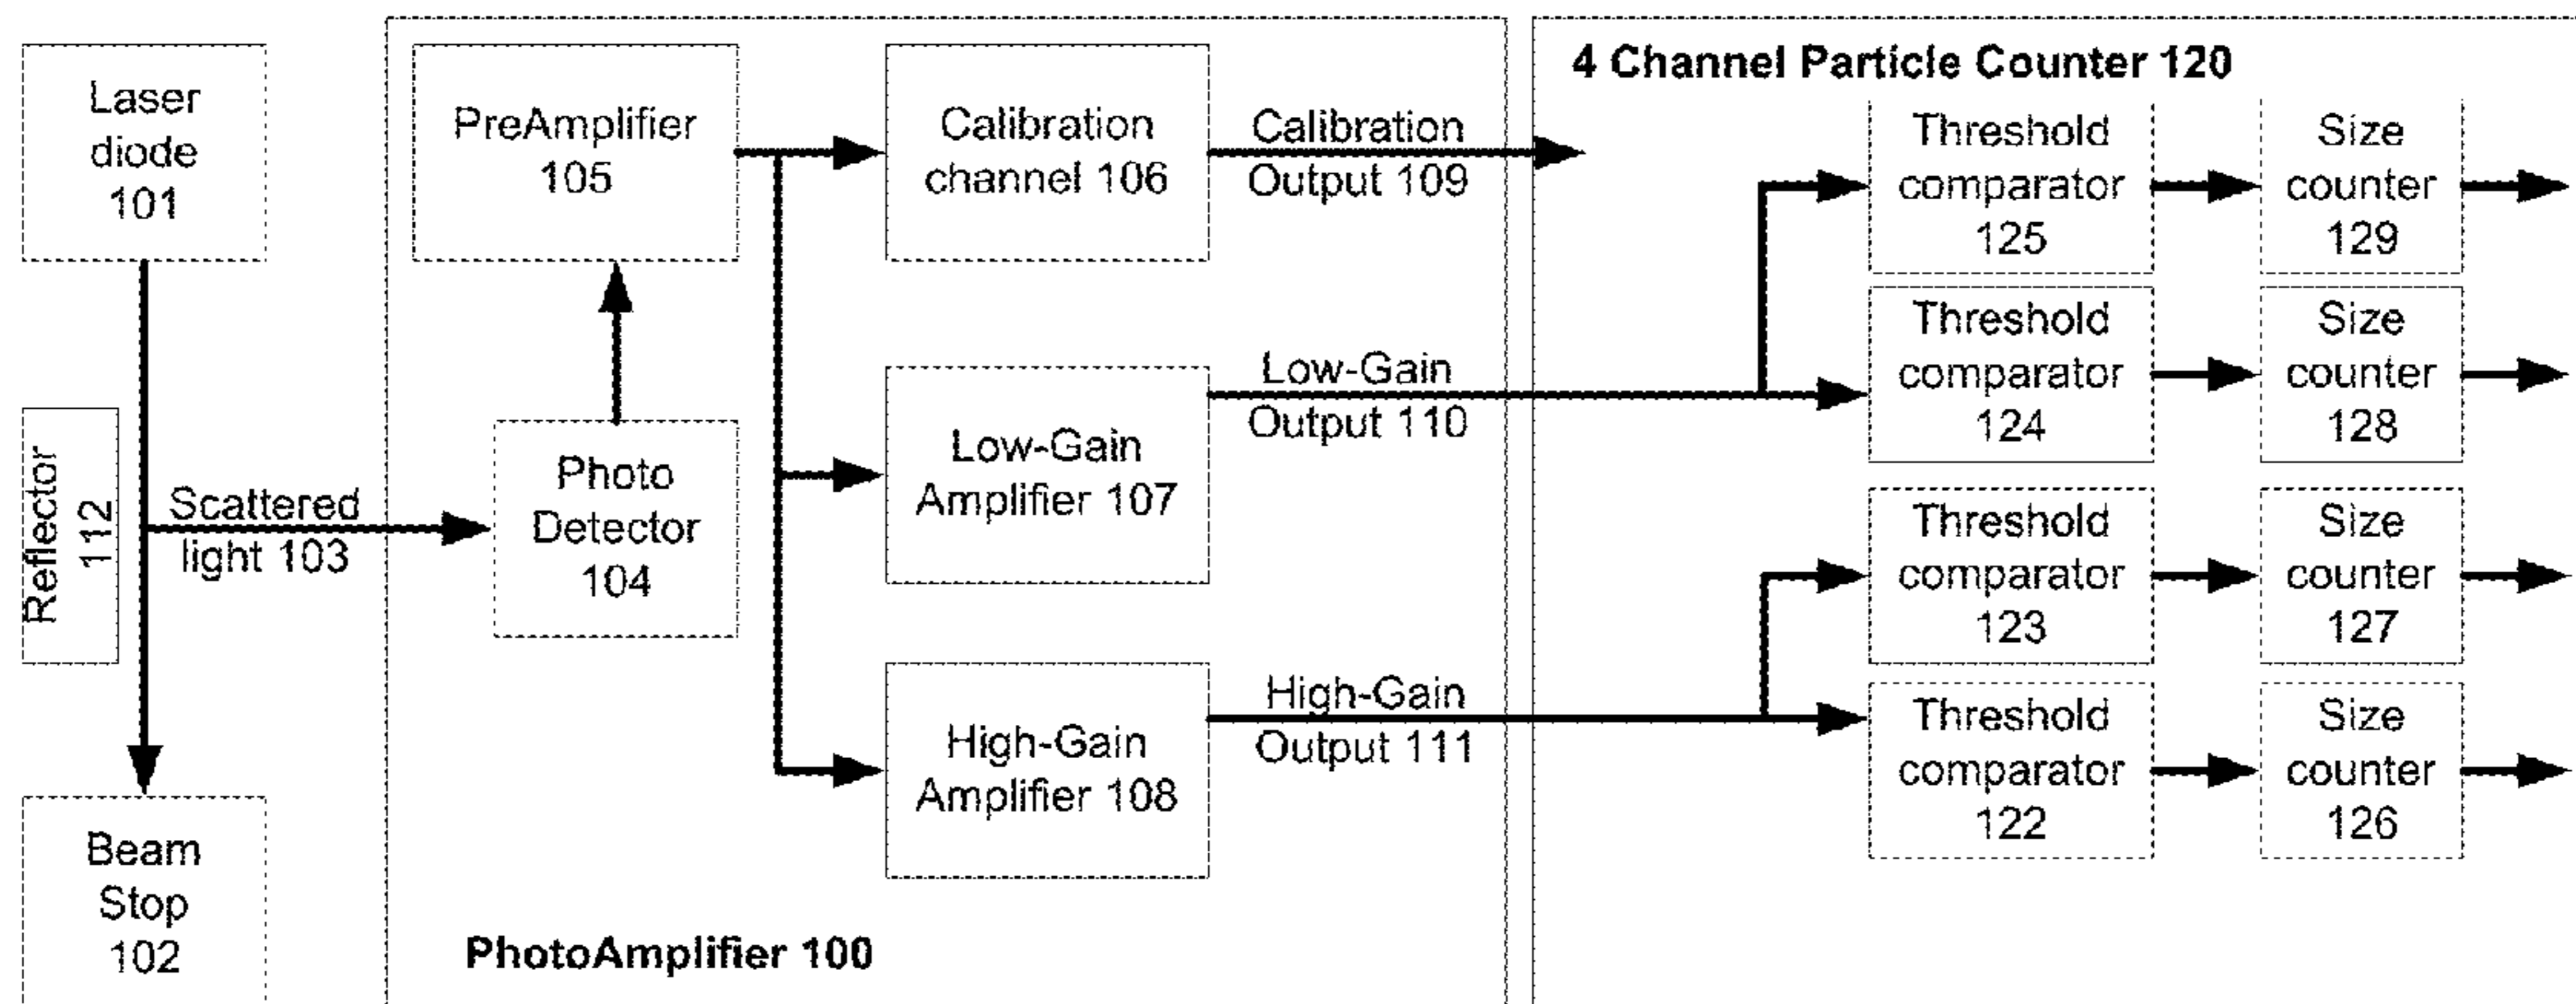 Laser
diode
101
Reflector
112
Scattered
light 103
Beam
Stop
102
PreAmplifier
105
Photo
Detector
104
Calibration
channel 106
Low-Gain
Amplifier 107
High-Gain
Amplifier 108
PhotoAmplifier 100
Calibration
Output 109
Low-Gain
Output 110
High-Gain
Output 111
4 Channel Particle Counter 120
Threshold
comparator
125
Size
counter
129
Threshold
comparator
124
Size
counter
128
Threshold
comparator
123
Size
counter
127
Threshold
comparator
122
Size
counter
126